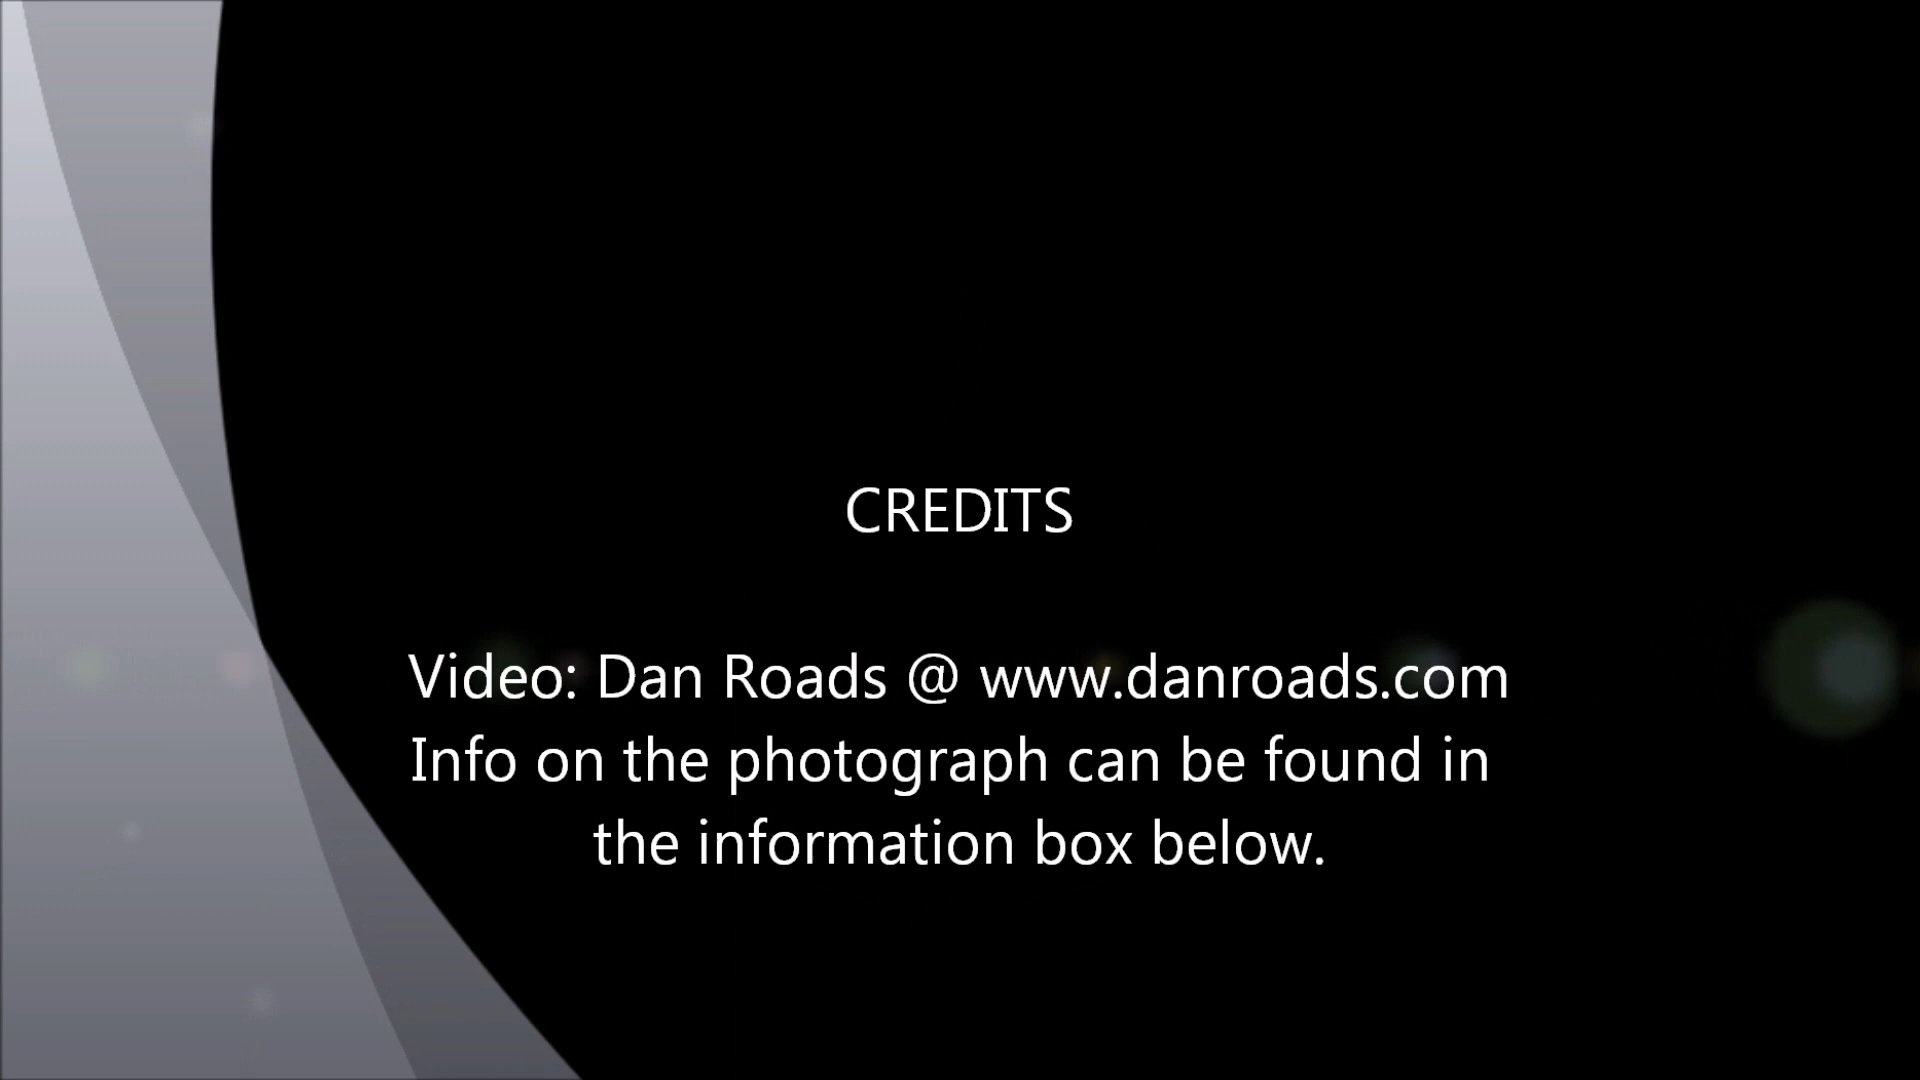 CREDITS
Video: Dan Roads @ www.danroads.com
Info on the photograph can be found in
the information box below.